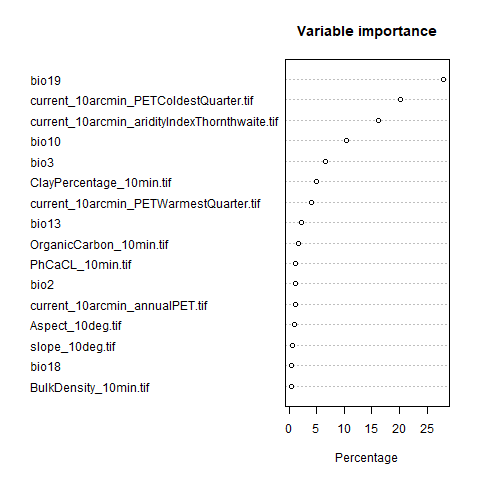 Variable importance
bio19
current_10arcmin_PETColdestQuarter.tif
current_10arcmin_aridityIndexThornthwaite.tif
bio10
bio3
ClayPercentage_10min.tif
current_10arcmin_PETWarmestQuarter.tif
bio13
OrganicCarbon_10min.tif
PhCaCL_10min.tif
bio2
current_10arcmin_annualPET.tif
Aspect_10deg.tif
slope_10deg.tif
bio18
BulkDensity_10min.tif
0 5 10 15 20 25
Percentage